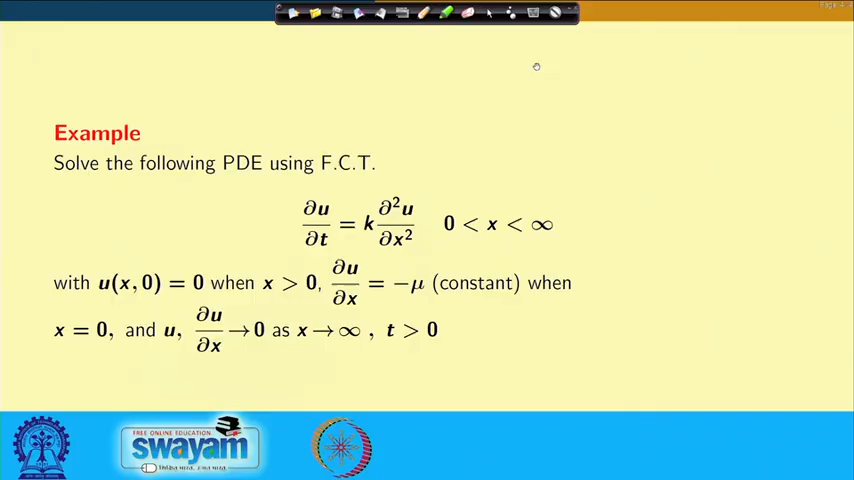 Example
Solve the following PDE using F.C.T.
∂u/∂t = k ∂²u/∂x² 0 < x < ∞
with u(x, 0) = 0 when x > 0, ∂u/∂x = −μ (constant) when
x = 0, and u, ∂u/∂x → 0 as x → ∞ , t > 0
FREE ONLINE EDUCATION
swayam